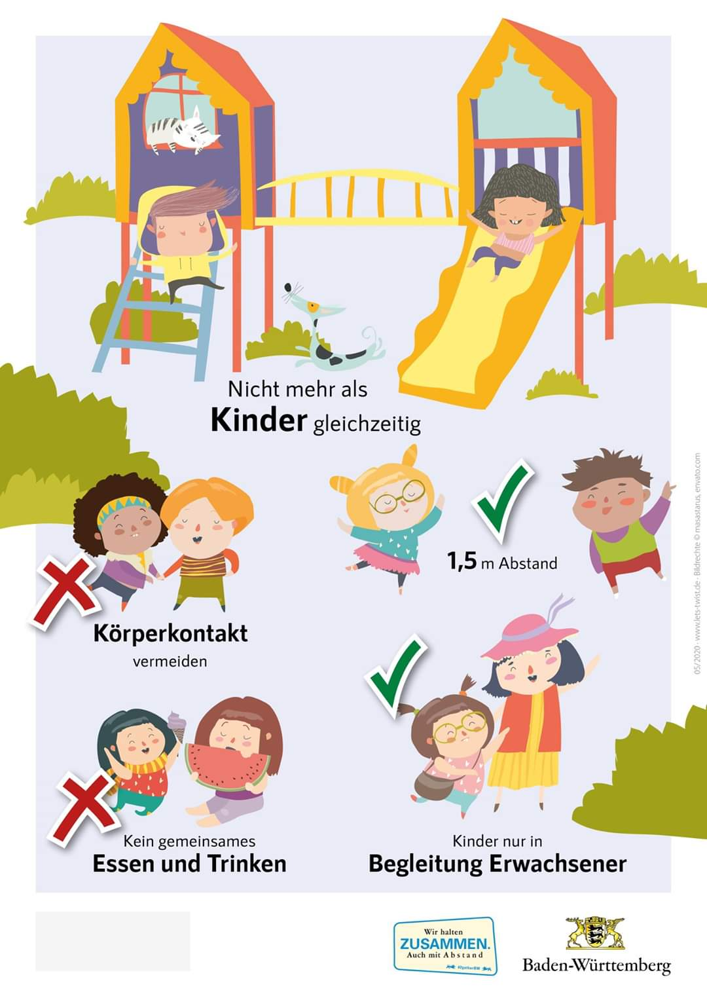 Nicht mehr als
Kinder gleichzeitig
1,5 m Abstand
Körperkontakt
vermeiden
Kein gemeinsames
Essen und Trinken
Kinder nur in
Begleitung Erwachsener
05/2020 · www.lets-twist.de · Bildrechte © masastarus, envato.com
Wir halten
ZUSAMMEN.
Auch mit Abstand
#2getherBW
Baden-Württemberg